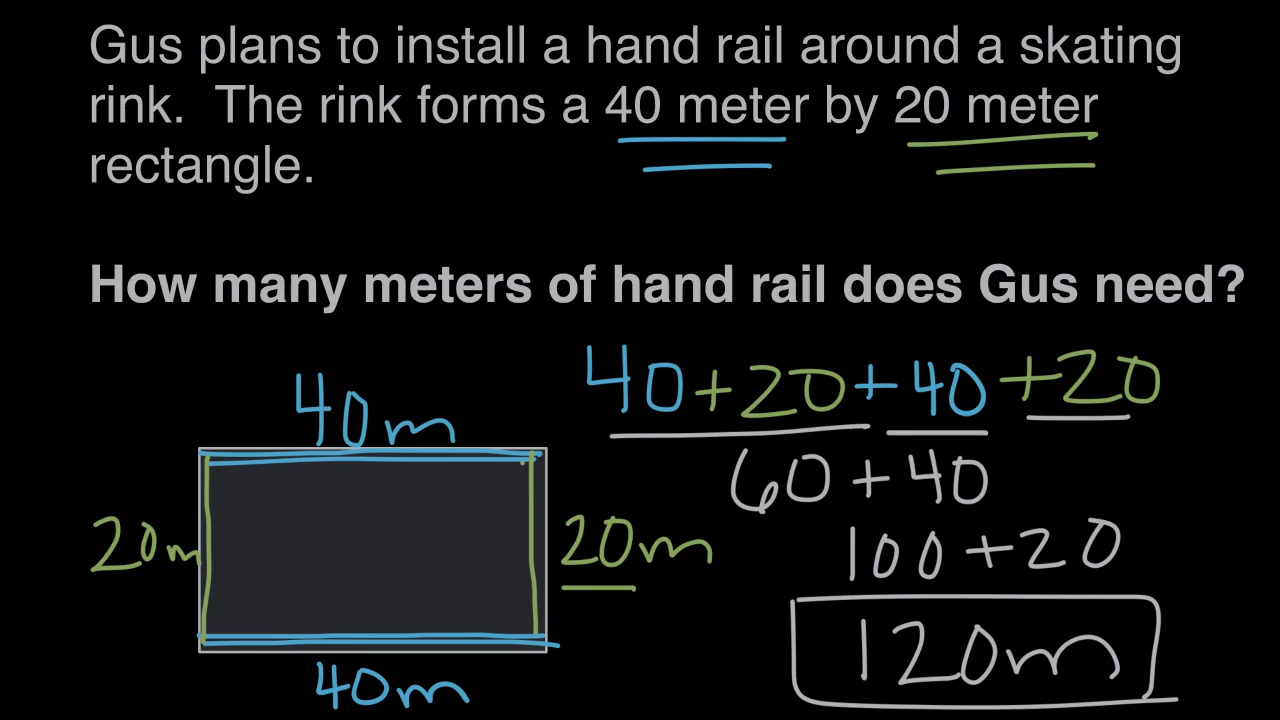 Gus plans to install a hand rail around a skating
rink. The rink forms a 40 meter by 20 meter
rectangle.
How many meters of hand rail does Gus need?
40+20+40+20
40m
60+40
20m
20m
100+20
120m
40m